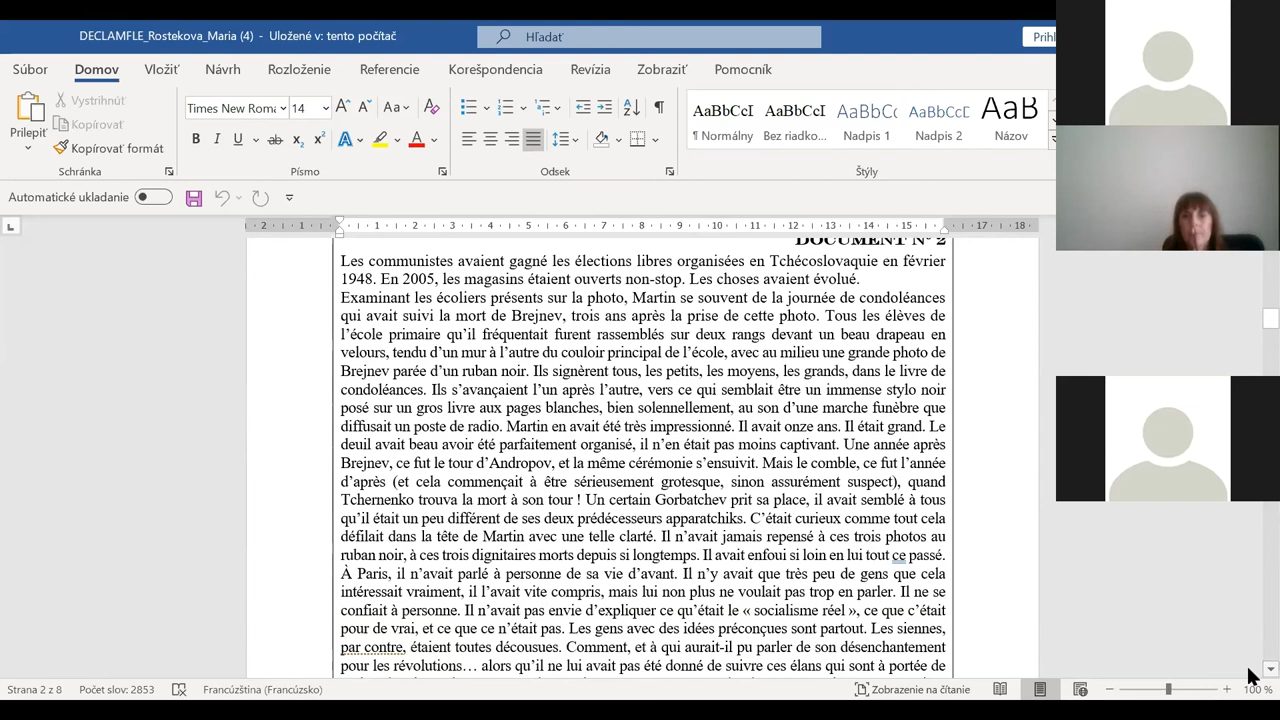 DECLAMFLE_Rostekova_Maria (4) - Uložené v: tento počítač
Hľadať
Prihl
Súbor Domov Vložiť Návrh Rozloženie Referencie Korešpondencia Revízia Zobraziť Pomocník
Prilepiť
Vystrihnúť
Kopírovať
Kopírovať formát
Schránka
Times New Roma 14
Písmo
Odsek
AaBbCcI AaBbCcI AaBbCc AaBbCcD AaB
¶ Normálny Bez riadko... Nadpis 1 Nadpis 2 Názov
Štýly
Automatické ukladanie
2 1 1 2 3 4 5 6 7 8 9 10 11 12 13 14 15 17 18
DOCUMENT N° 2
Les communistes avaient gagné les élections libres organisées en Tchécoslovaquie en février
1948. En 2005, les magasins étaient ouverts non-stop. Les choses avaient évolué.
Examinant les écoliers présents sur la photo, Martin se souvent de la journée de condoléances
qui avait suivi la mort de Brejnev, trois ans après la prise de cette photo. Tous les élèves de
l’école primaire qu’il fréquentait furent rassemblés sur deux rangs devant un beau drapeau en
velours, tendu d’un mur à l’autre du couloir principal de l’école, avec au milieu une grande photo de
Brejnev parée d’un ruban noir. Ils signèrent tous, les petits, les moyens, les grands, dans le livre de
condoléances. Ils s’avançaient l’un après l’autre, vers ce qui semblait être un immense stylo noir
posé sur un gros livre aux pages blanches, bien solennellement, au son d’une marche funèbre que
diffusait un poste de radio. Martin en avait été très impressionné. Il avait onze ans. Il était grand. Le
deuil avait beau avoir été parfaitement organisé, il n’en était pas moins captivant. Une année après
Brejnev, ce fut le tour d’Andropov, et la même cérémonie s’ensuivit. Mais le comble, ce fut l’année
d’après (et cela commençait à être sérieusement grotesque, sinon assurément suspect), quand
Tchernenko trouva la mort à son tour ! Un certain Gorbatchev prit sa place, il avait semblé à tous
qu’il était un peu différent de ses deux prédécesseurs apparatchiks. C’était curieux comme tout cela
défilait dans la tête de Martin avec une telle clarté. Il n’avait jamais repensé à ces trois photos au
ruban noir, à ces trois dignitaires morts depuis si longtemps. Il avait enfoui si loin en lui tout ce passé.
À Paris, il n’avait parlé à personne de sa vie d’avant. Il n’y avait que très peu de gens que cela
intéressait vraiment, il l’avait vite compris, mais lui non plus ne voulait pas trop en parler. Il ne se
confiait à personne. Il n’avait pas envie d’expliquer ce qu’était le « socialisme réel », ce que c’était
pour de vrai, et ce que ce n’était pas. Les gens avec des idées préconçues sont partout. Les siennes,
par contre, étaient toutes décousues. Comment, et à qui aurait-il pu parler de son désenchantement
pour les révolutions… alors qu’il ne lui avait pas été donné de suivre ces élans qui sont à portée de
Strana 2 z 8 Počet slov: 2853 Francúzština (Francúzsko) Zobrazenie na čítanie 100 %